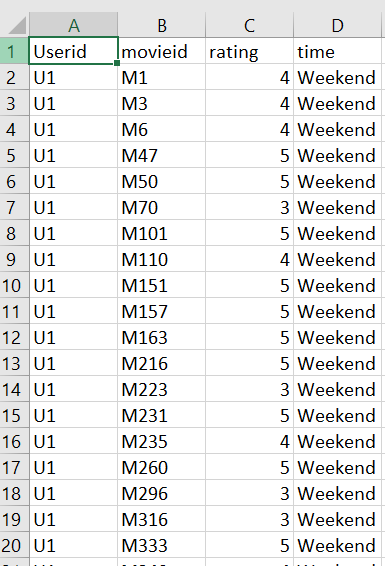 A B C D
1 Userid movieid rating time
2 U1 M1 4 Weekend
3 U1 M3 4 Weekend
4 U1 M6 4 Weekend
5 U1 M47 5 Weekend
6 U1 M50 5 Weekend
7 U1 M70 3 Weekend
8 U1 M101 5 Weekend
9 U1 M110 4 Weekend
10 U1 M151 5 Weekend
11 U1 M157 5 Weekend
12 U1 M163 5 Weekend
13 U1 M216 5 Weekend
14 U1 M223 3 Weekend
15 U1 M231 5 Weekend
16 U1 M235 4 Weekend
17 U1 M260 5 Weekend
18 U1 M296 3 Weekend
19 U1 M316 3 Weekend
20 U1 M333 5 Weekend